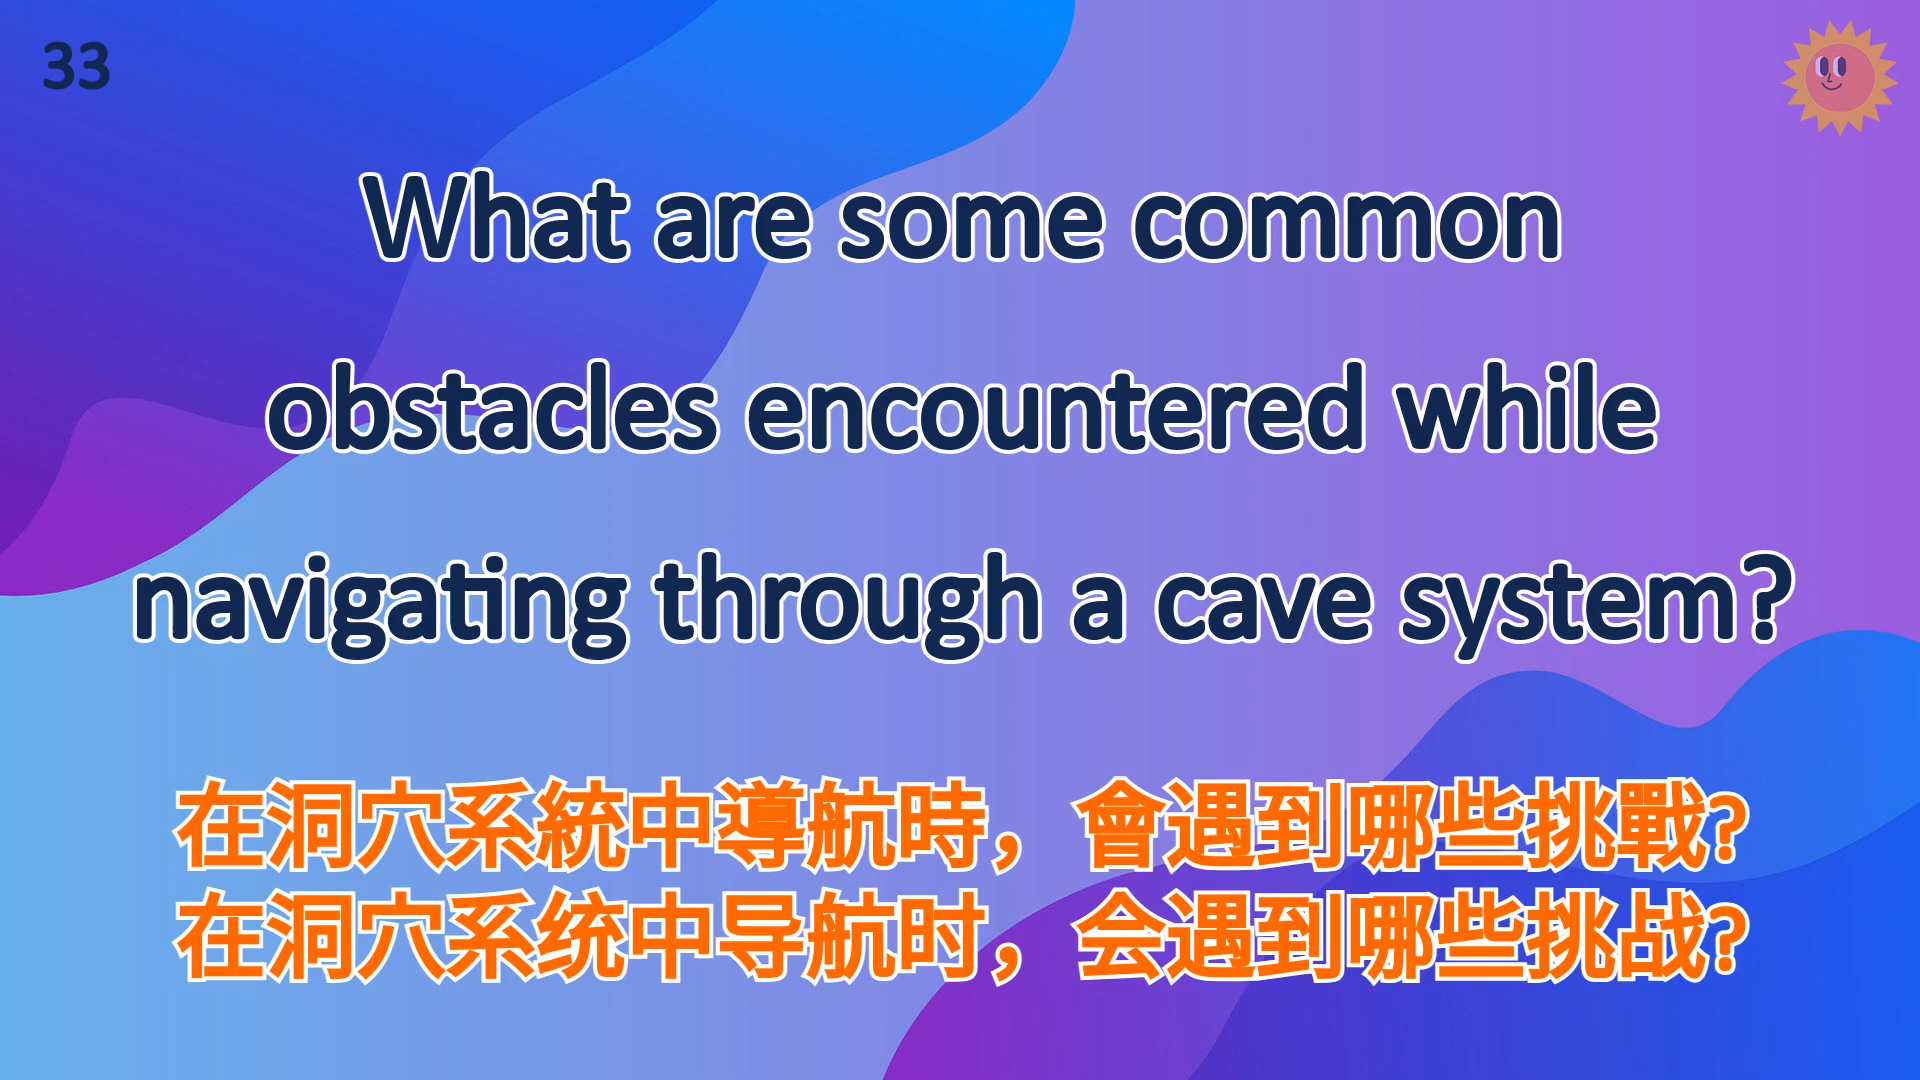 33
What are some common
obstacles encountered while
navigating through a cave system?
在洞穴系統中導航時，會遇到哪些挑戰?
在洞穴系统中导航时，会遇到哪些挑战?